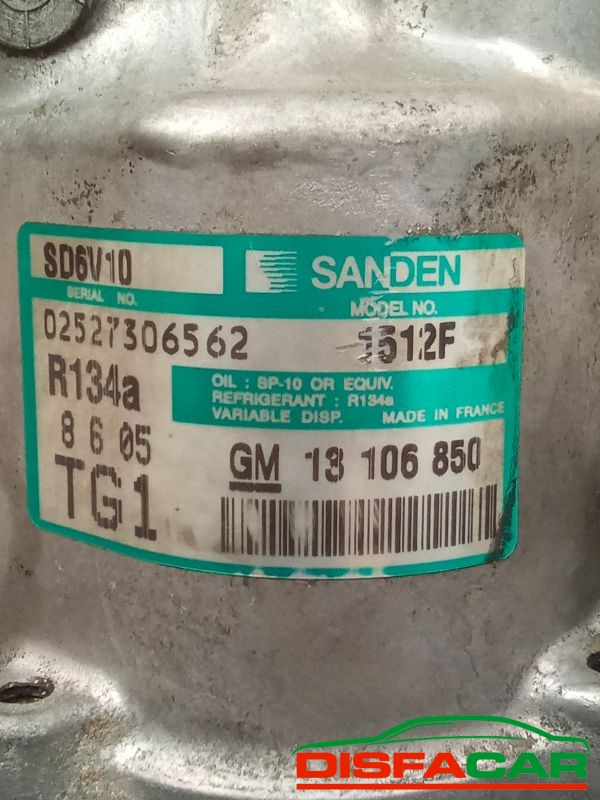 SD6V10
SANDEN
SERIAL NO.
MODEL NO.
02527306562
1512F
R134a
OIL : SP-10 OR EQUIV.
REFRIGERANT : R134a
VARIABLE DISP. MADE IN FRANCE
8 6 05
GM 13 106 850
TG1
DISFACAR